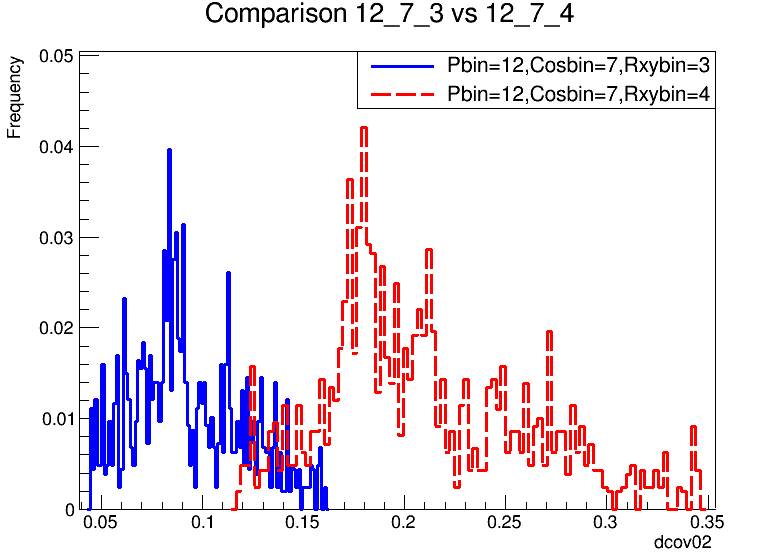 Comparison 12_7_3 vs 12_7_4
Frequency
Pbin=12,Cosbin=7,Rxybin=3
Pbin=12,Cosbin=7,Rxybin=4
0.05
0.04
0.03
0.02
0.01
0
0.05 0.1 0.15 0.2 0.25 0.3 0.35
dcov02